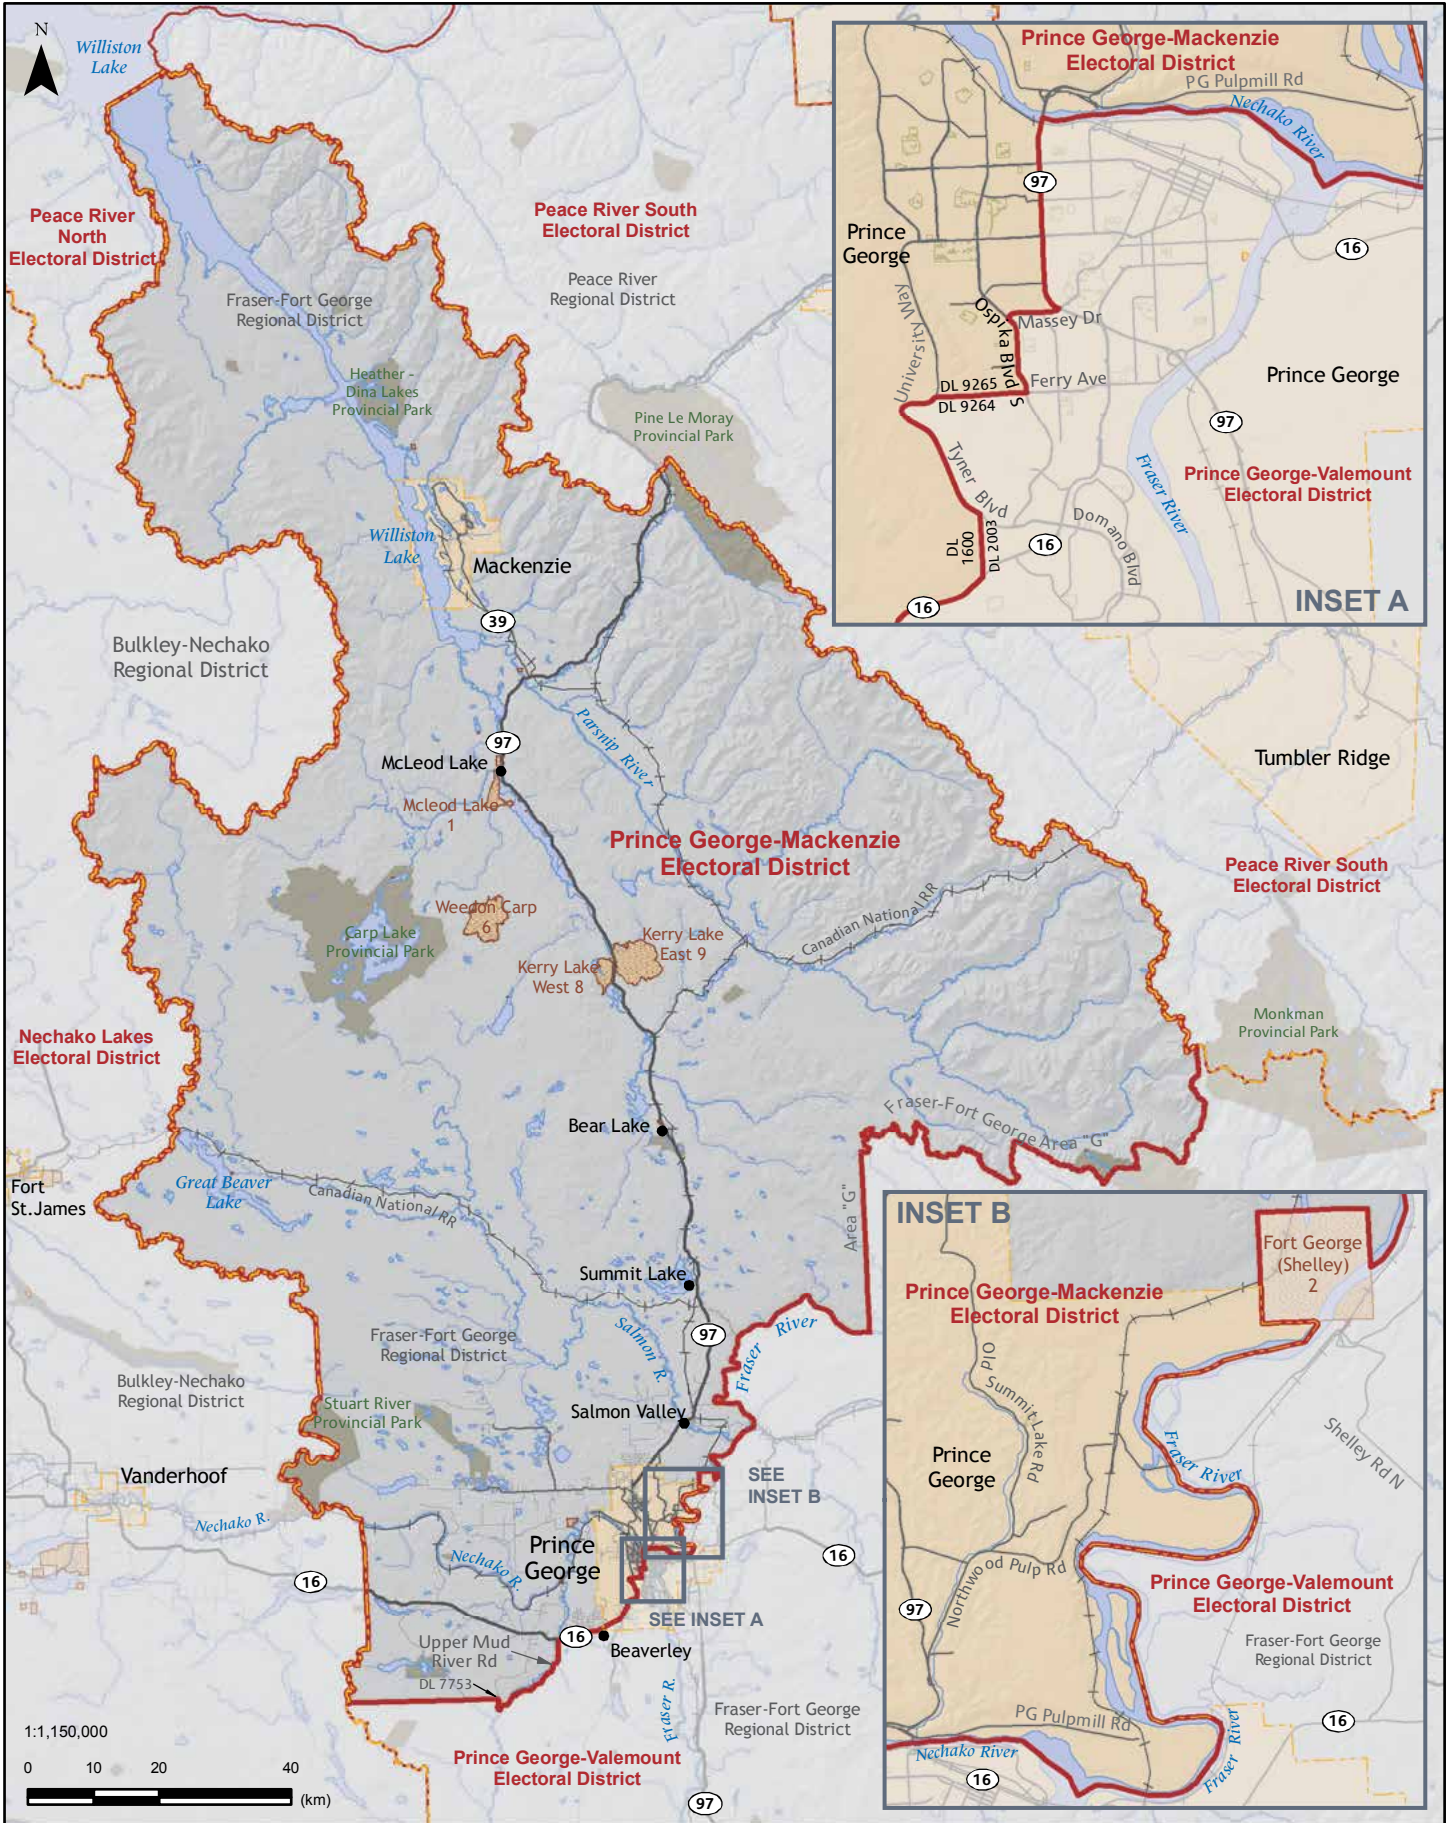 N
Williston
Lake
Peace River
North
Electoral District
Peace River South
Electoral District
Peace River
Regional District
Fraser-Fort George
Regional District
Heather -
Dina Lakes
Provincial Park
Pine Le Moray
Provincial Park
Williston
Lake
Mackenzie
39
Bulkley-Nechako
Regional District
97
McLeod Lake
Mcleod Lake
1
Parsnip River
Tumbler Ridge
Prince George-Mackenzie
Electoral District
Peace River South
Electoral District
Weedon Carp
6
Carp Lake
Provincial Park
Kerry Lake
East 9
Kerry Lake
West 8
Canadian National RR
Monkman
Provincial Park
Nechako Lakes
Electoral District
Bear Lake
Fraser-Fort George Area "G"
Area "G"
Fort
St.James
Great Beaver
Lake
Canadian National RR
Summit Lake
97
Salmon R.
Fraser River
Fraser-Fort George
Regional District
Bulkley-Nechako
Regional District
Stuart River
Provincial Park
Salmon Valley
Vanderhoof
SEE
INSET B
Nechako R.
Nechako R.
Prince
George
16
16
SEE INSET A
16
Beaverley
Upper Mud
River Rd
DL 7753
Fraser R.
Fraser-Fort George
Regional District
Prince George-Valemount
Electoral District
97
1:1,150,000
0 10 20 40
(km)
Prince George-Mackenzie
Electoral District
PG Pulpmill Rd
Nechako River
97
Prince
George
16
University Way
Ospika Blvd S
Massey Dr
DL 9265
Ferry Ave
DL 9264
Prince George
97
Tyner Blvd
Fraser River
Prince George-Valemount
Electoral District
DL
1600
DL 2003
16
Domano Blvd
16
INSET A
INSET B
Fort George
(Shelley)
2
Prince George-Mackenzie
Electoral District
Old Summit Lake Rd
Prince
George
Fraser River
Shelley Rd N
Northwood Pulp Rd
97
Prince George-Valemount
Electoral District
Fraser-Fort George
Regional District
PG Pulpmill Rd
Nechako River
16
Fraser River
16